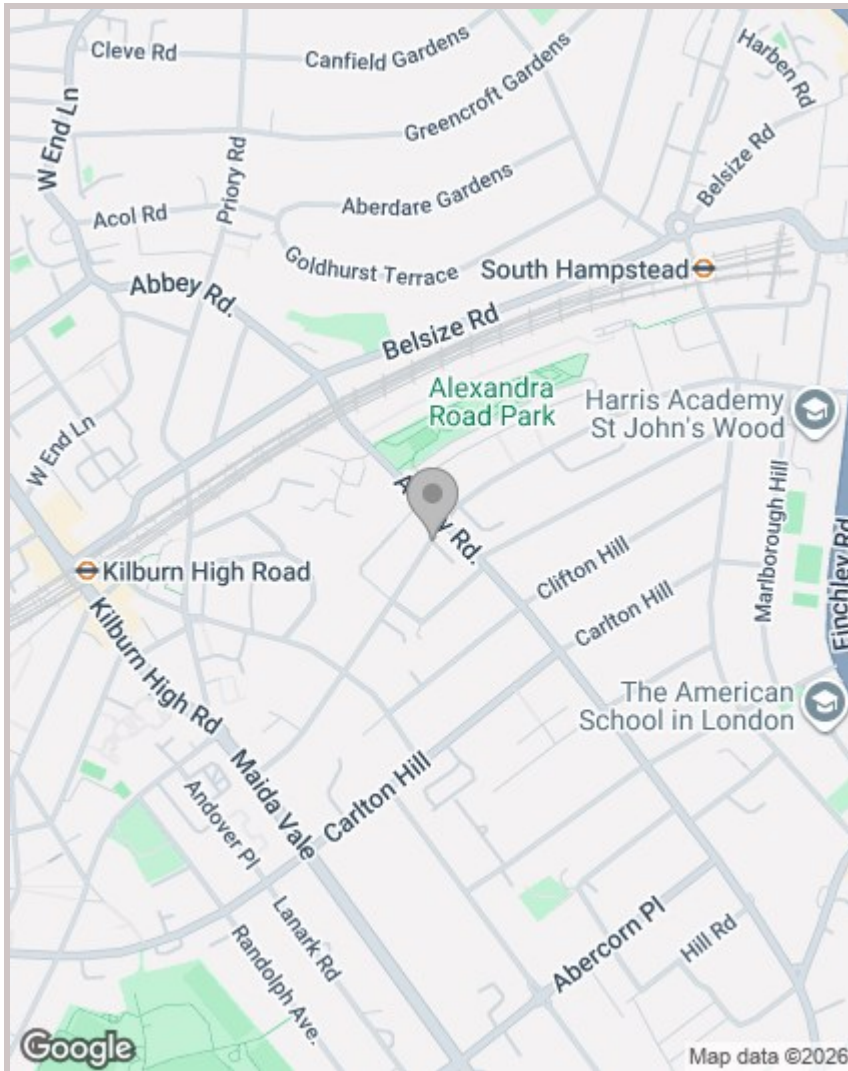 Cleve Rd
Canfield Gardens
Harben Rd
Greencroft Gardens
W End Ln
Priory Rd
Belsize Rd
Acol Rd
Aberdare Gardens
Goldhurst Terrace
South Hampstead
Abbey Rd.
Belsize Rd
Alexandra
Road Park
Harris Academy
St John's Wood
W End Ln
Marlborough Hill
Finchley Rd
Kilburn High Road
Clifton Hill
Carlton Hill
Kilburn High Rd
The American
School in London
Maida Vale
Carlton Hill
Andover Pl
Lanark Rd
Abercorn Pl
Hill Rd
Randolph Ave.
Google
Map data ©2026